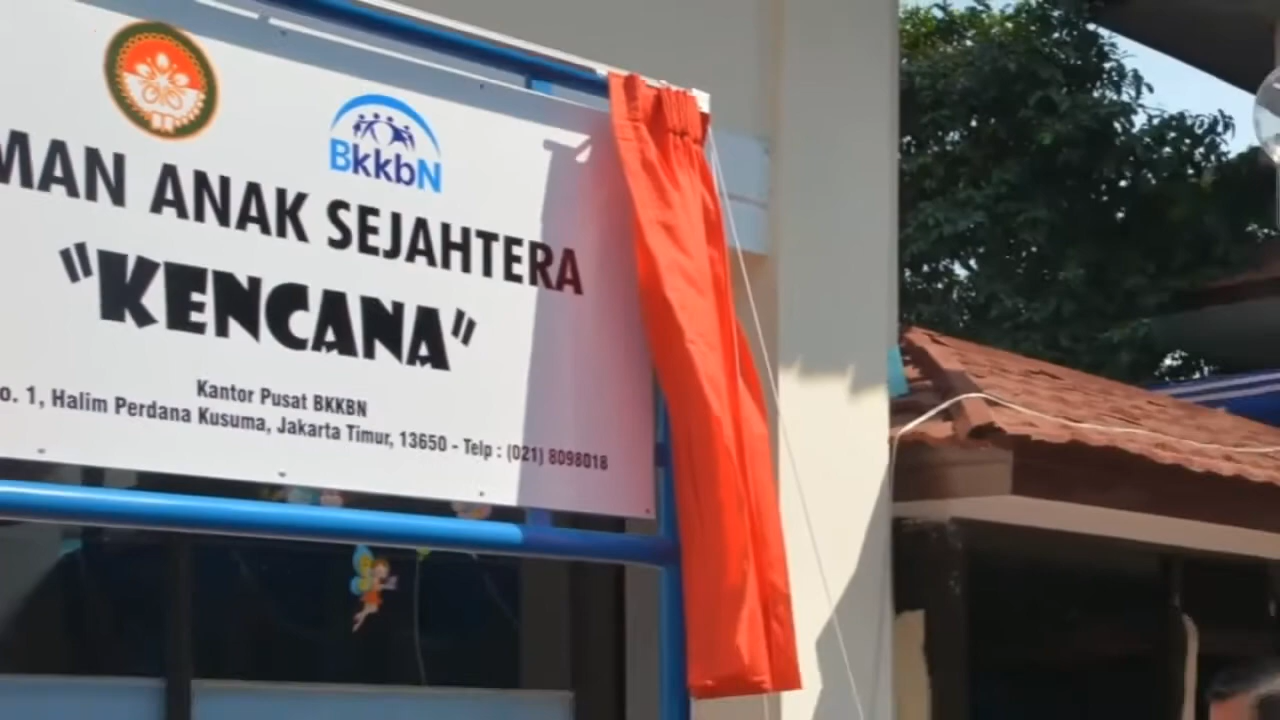 BkkbN
MAN ANAK SEJAHTERA
"KENCANA"
Kantor Pusat BKKBN
o. 1, Halim Perdana Kusuma, Jakarta Timur, 13650 - Telp : (021) 8098018